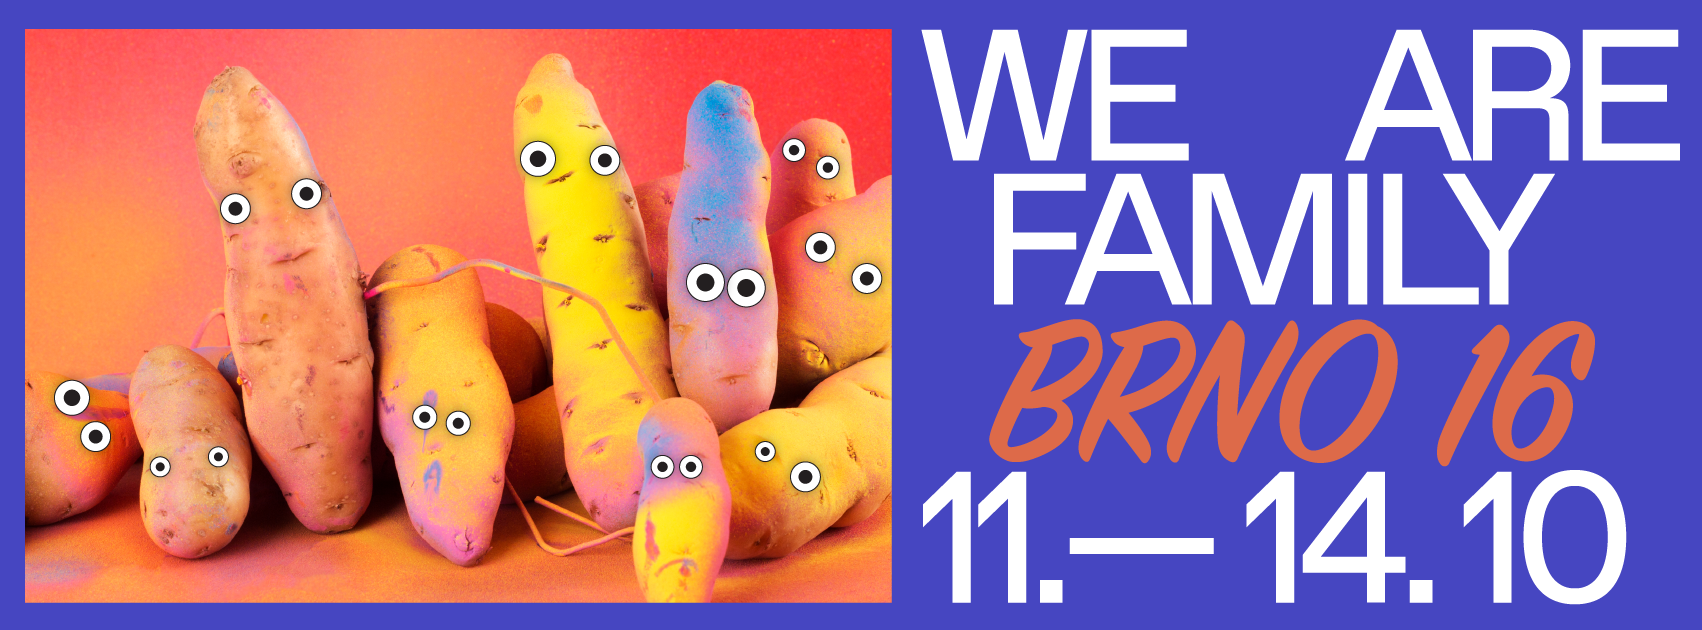 WE ARE
FAMILY
BRNO 16
11.—14.10